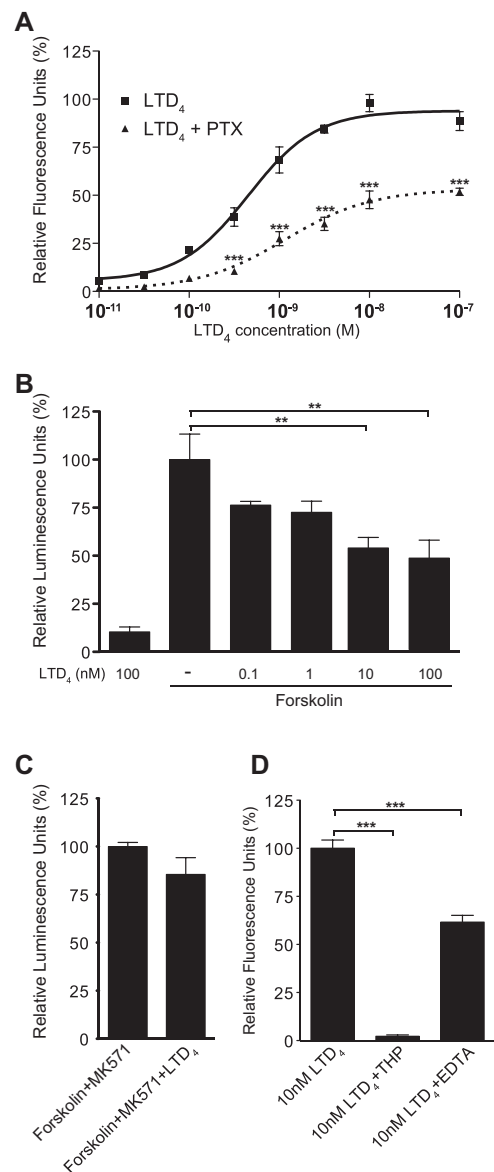 A
Relative Fluorescence Units (%)
125
100
75
50
25
0
LTD₄
LTD₄ + PTX
***
***
***
***
***
10⁻¹¹ 10⁻¹⁰ 10⁻⁹ 10⁻⁸ 10⁻⁷
LTD₄ concentration (M)
B
Relative Luminescence Units (%)
125
100
75
50
25
0
**
**
LTD₄ (nM) 100 - 0.1 1 10 100
Forskolin
C
Relative Luminescence Units (%)
125
100
75
50
25
0
Forskolin+MK571
Forskolin+MK571+LTD₄
D
Relative Fluorescence Units (%)
125
100
75
50
25
0
***
***
10nM LTD₄
10nM LTD₄+THP
10nM LTD₄+EDTA